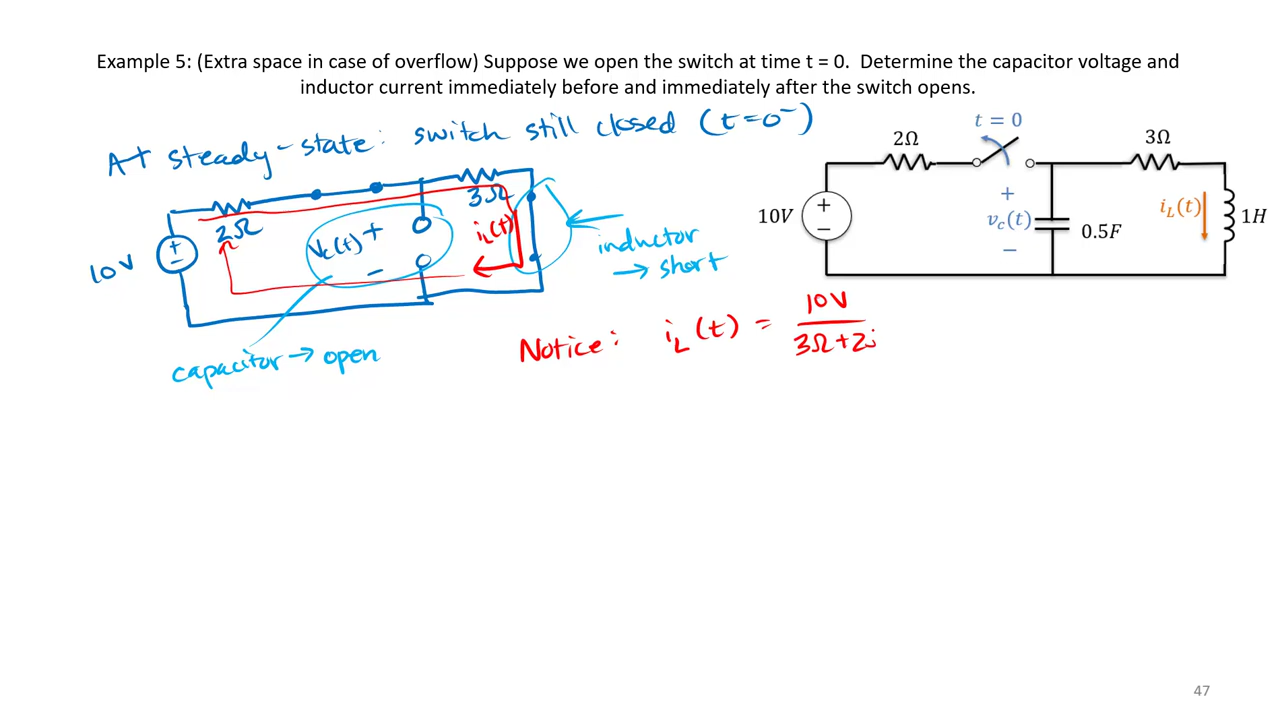 Example 5: (Extra space in case of overflow) Suppose we open the switch at time t = 0. Determine the capacitor voltage and
inductor current immediately before and immediately after the switch opens.
At steady-state: switch still closed (t=0⁻)
2Ω
3Ω
10V
+
−
Vc(t)
+
−
iL(t)
inductor
→ short
capacitor → open
Notice: iL(t) = 10V
3Ω+2
t = 0
2Ω
3Ω
10V
+
−
+
vc(t)
−
0.5F
iL(t)
1H
47